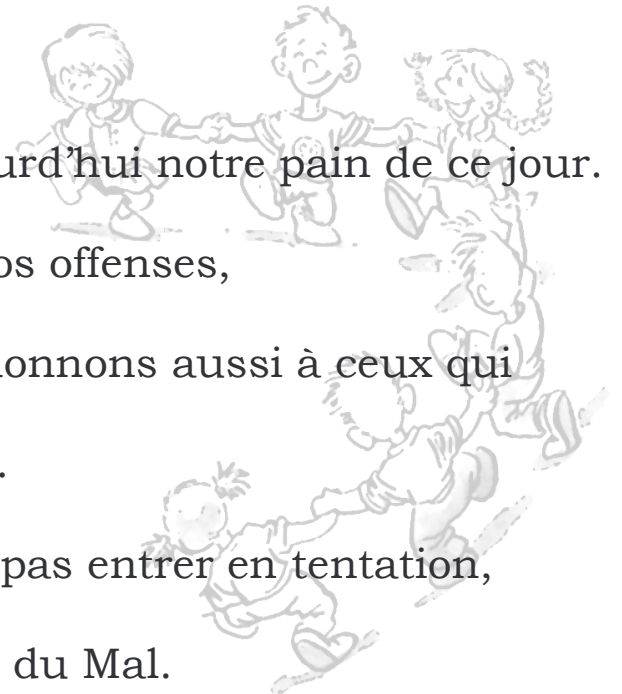 urd’hui notre pain de ce jour.
os offenses,
onnons aussi à ceux qui
.
pas entrer en tentation,
du Mal.